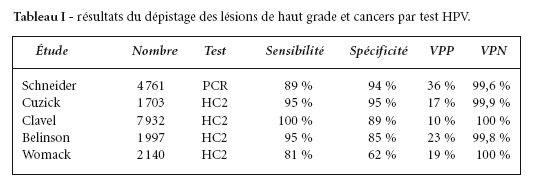 Tableau I - résultats du dépistage des lésions de haut grade et cancers par test HPV.
Étude Nombre Test Sensibilité Spécificité VPP VPN
Schneider 4 761 PCR 89 % 94 % 36 % 99,6 %
Cuzick 1 703 HC2 95 % 95 % 17 % 99,9 %
Clavel 7 932 HC2 100 % 89 % 10 % 100 %
Belinson 1 997 HC2 95 % 85 % 23 % 99,8 %
Womack 2 140 HC2 81 % 62 % 19 % 100 %